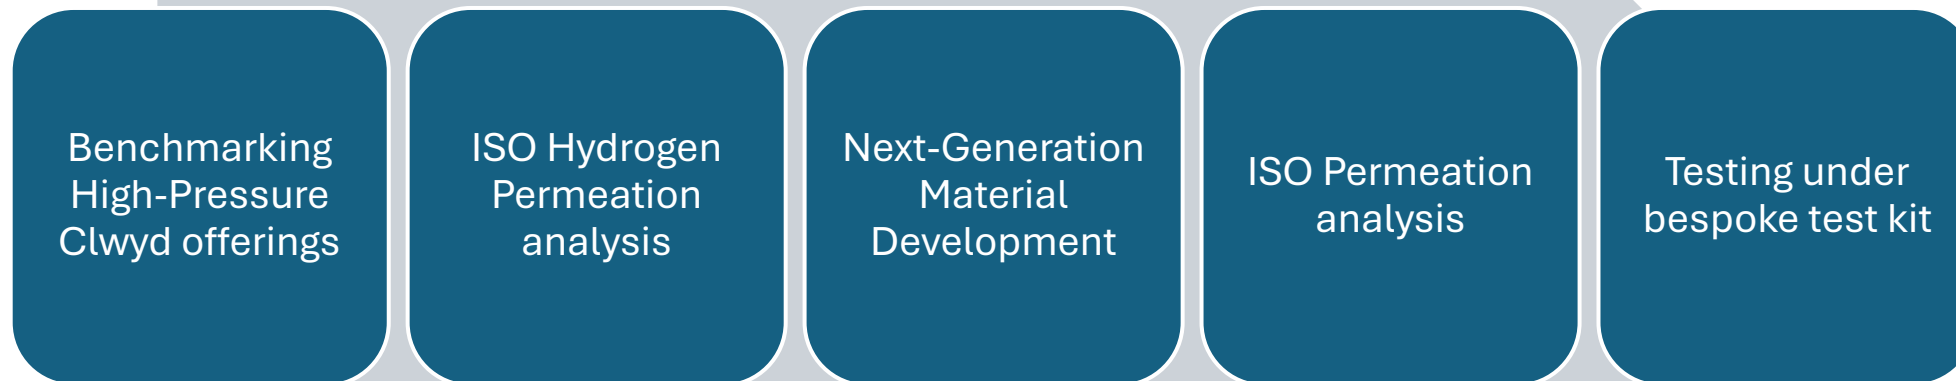 Benchmarking
High-Pressure
Clwyd offerings
ISO Hydrogen
Permeation
analysis
Next-Generation
Material
Development
ISO Permeation
analysis
Testing under
bespoke test kit